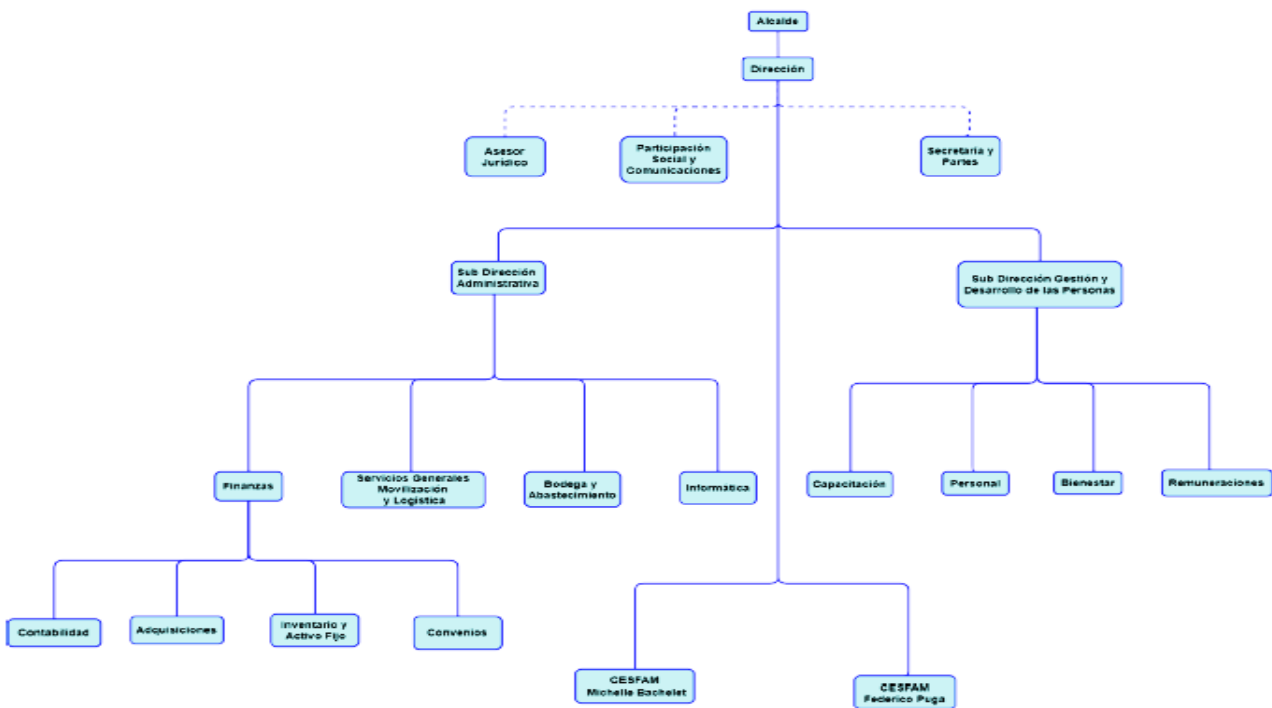 Alcalde
Dirección
Asesor
Jurídico
Participación
Social y
Comunicaciones
Secretaría y
Partes
Sub Dirección
Administrativa
Sub Dirección Gestión y
Desarrollo de las Personas
Finanzas
Servicios Generales
Movilización
y Logística
Bodega y
Abastecimiento
Informática
Capacitación
Personal
Bienestar
Remuneraciones
Contabilidad
Adquisiciones
Inventario y
Activo Fijo
Convenios
CESFAM
Michelle Bachelet
CESFAM
Federico Puga